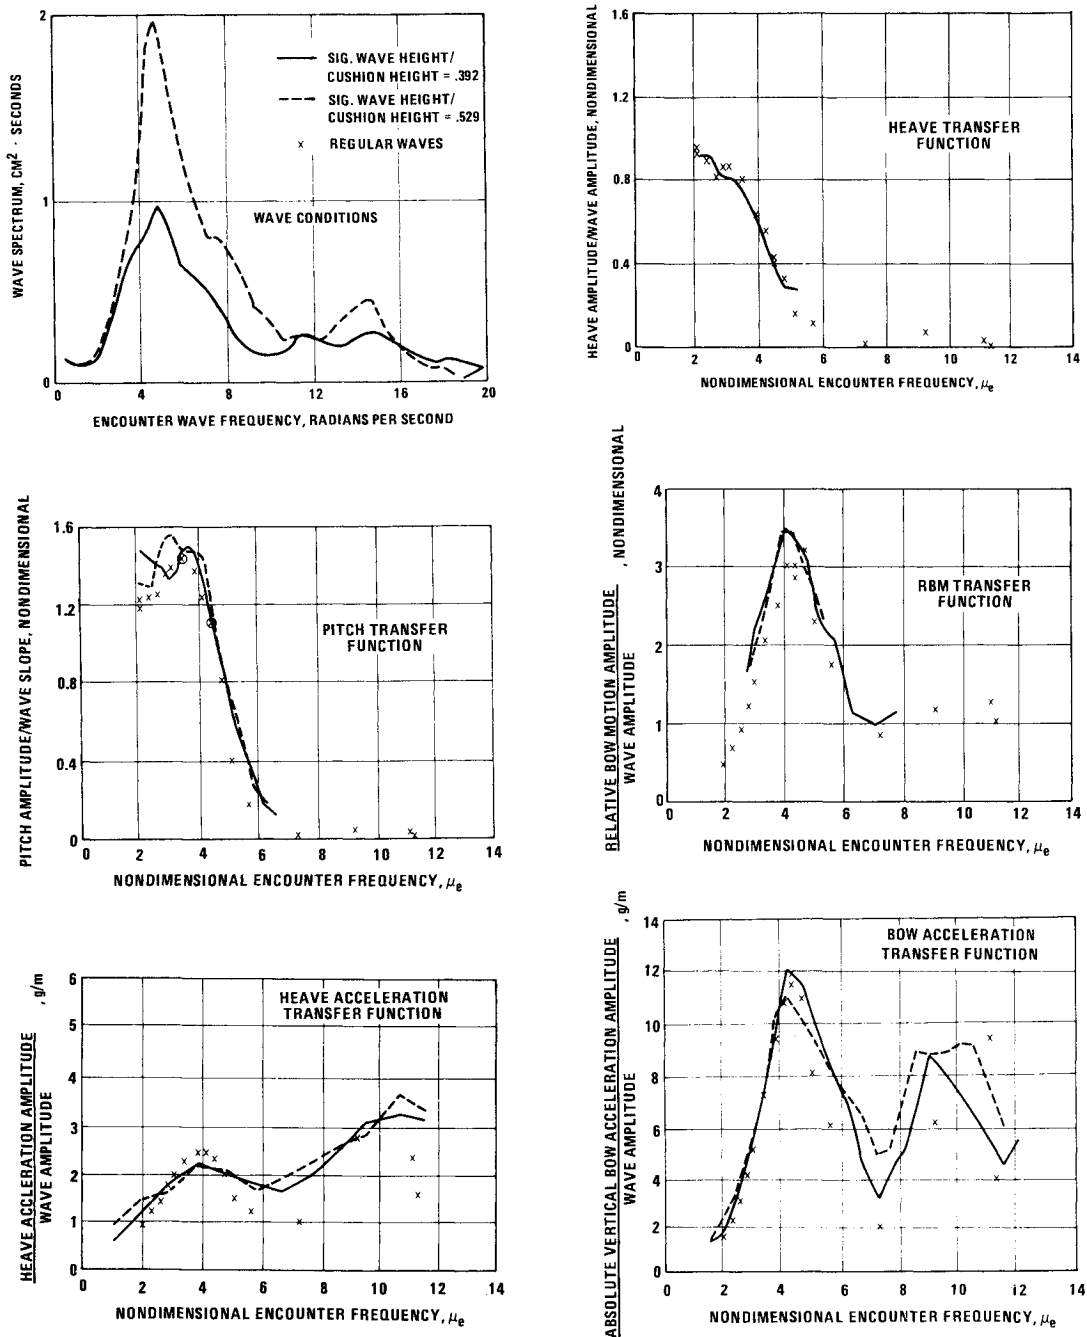 2
1
0
WAVE SPECTRUM, CM² · SECONDS
SIG. WAVE HEIGHT/
CUSHION HEIGHT = .392
SIG. WAVE HEIGHT/
CUSHION HEIGHT = .529
x REGULAR WAVES
WAVE CONDITIONS
0 4 8 12 16 20
ENCOUNTER WAVE FREQUENCY, RADIANS PER SECOND
HEAVE AMPLITUDE/WAVE AMPLITUDE, NONDIMENSIONAL
1.6
1.2
0.8
0.4
0
HEAVE TRANSFER
FUNCTION
0 2 4 6 8 10 12 14
NONDIMENSIONAL ENCOUNTER FREQUENCY, μe
PITCH AMPLITUDE/WAVE SLOPE, NONDIMENSIONAL
1.6
1.2
0.8
0.4
0
PITCH TRANSFER
FUNCTION
0 2 4 6 8 10 12 14
NONDIMENSIONAL ENCOUNTER FREQUENCY, μe
RELATIVE BOW MOTION AMPLITUDE
WAVE AMPLITUDE
, NONDIMENSIONAL
4
3
2
1
0
RBM TRANSFER
FUNCTION
0 2 4 6 8 10 12 14
NONDIMENSIONAL ENCOUNTER FREQUENCY, μe
HEAVE ACCLERATION AMPLITUDE
WAVE AMPLITUDE
, g/m
6
5
4
3
2
1
0
HEAVE ACCELERATION
TRANSFER FUNCTION
0 2 4 6 8 10 12 14
NONDIMENSIONAL ENCOUNTER FREQUENCY, μe
ABSOLUTE VERTICAL BOW ACCELERATION AMPLITUDE
WAVE AMPLITUDE
, g/m
14
12
10
8
6
4
2
0
BOW ACCELERATION
TRANSFER FUNCTION
0 2 4 6 8 10 12 14
NONDIMENSIONAL ENCOUNTER FREQUENCY, μe